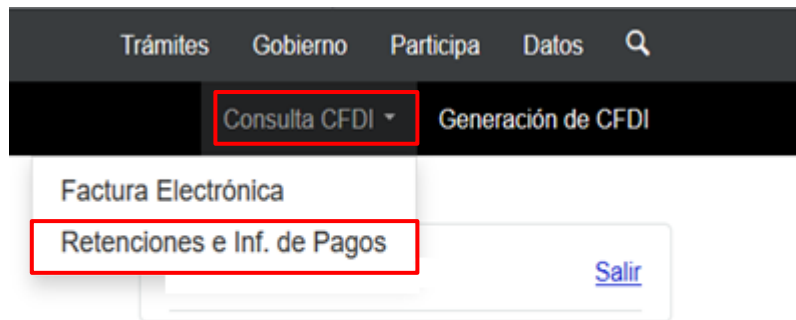 Trámites Gobierno Participa Datos
Consulta CFDI Generación de CFDI
Factura Electrónica
Retenciones e Inf. de Pagos
Salir